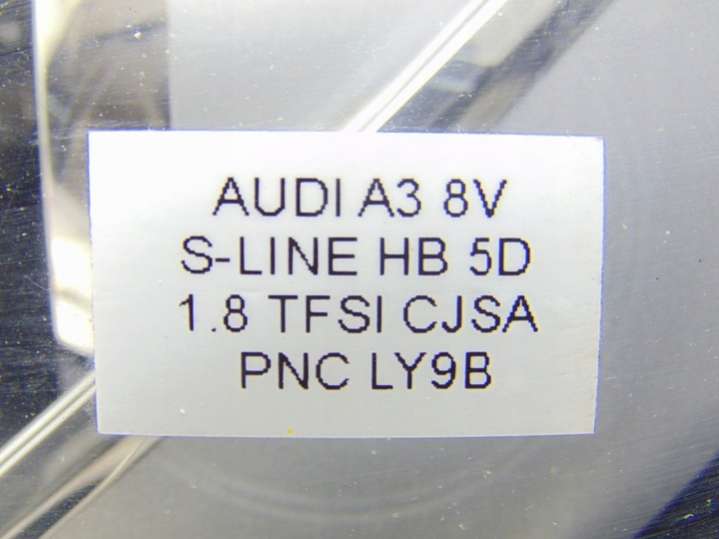 AUDI A3 8V
S-LINE HB 5D
1.8 TFSI CJSA
PNC LY9B